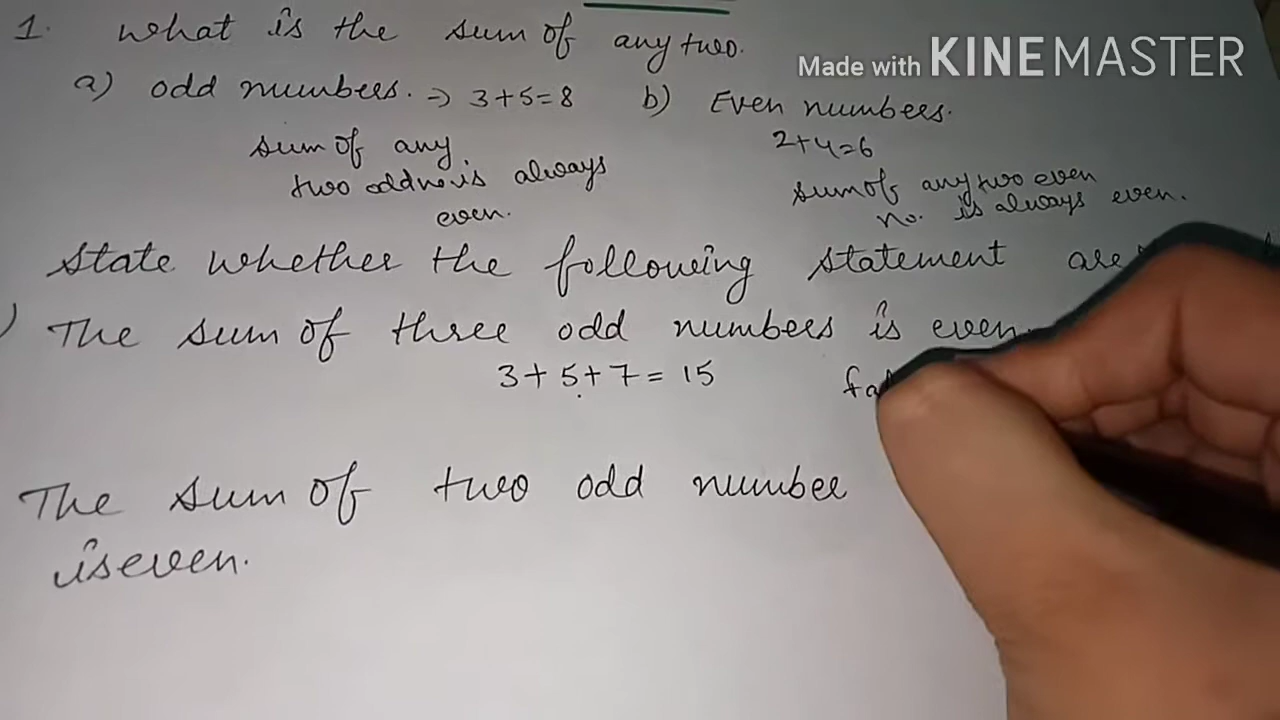 1. What is the sum of any two.
a) odd numbers. → 3+5=8
b) Even numbers.
sum of any
two odd no is always
even.
2+4=6
sum of any two even
no. is always even.
State whether the following statement are
) The sum of three odd numbers is even.
3+5+7=15
The sum of two odd number
is even.
Made with KINEMASTER